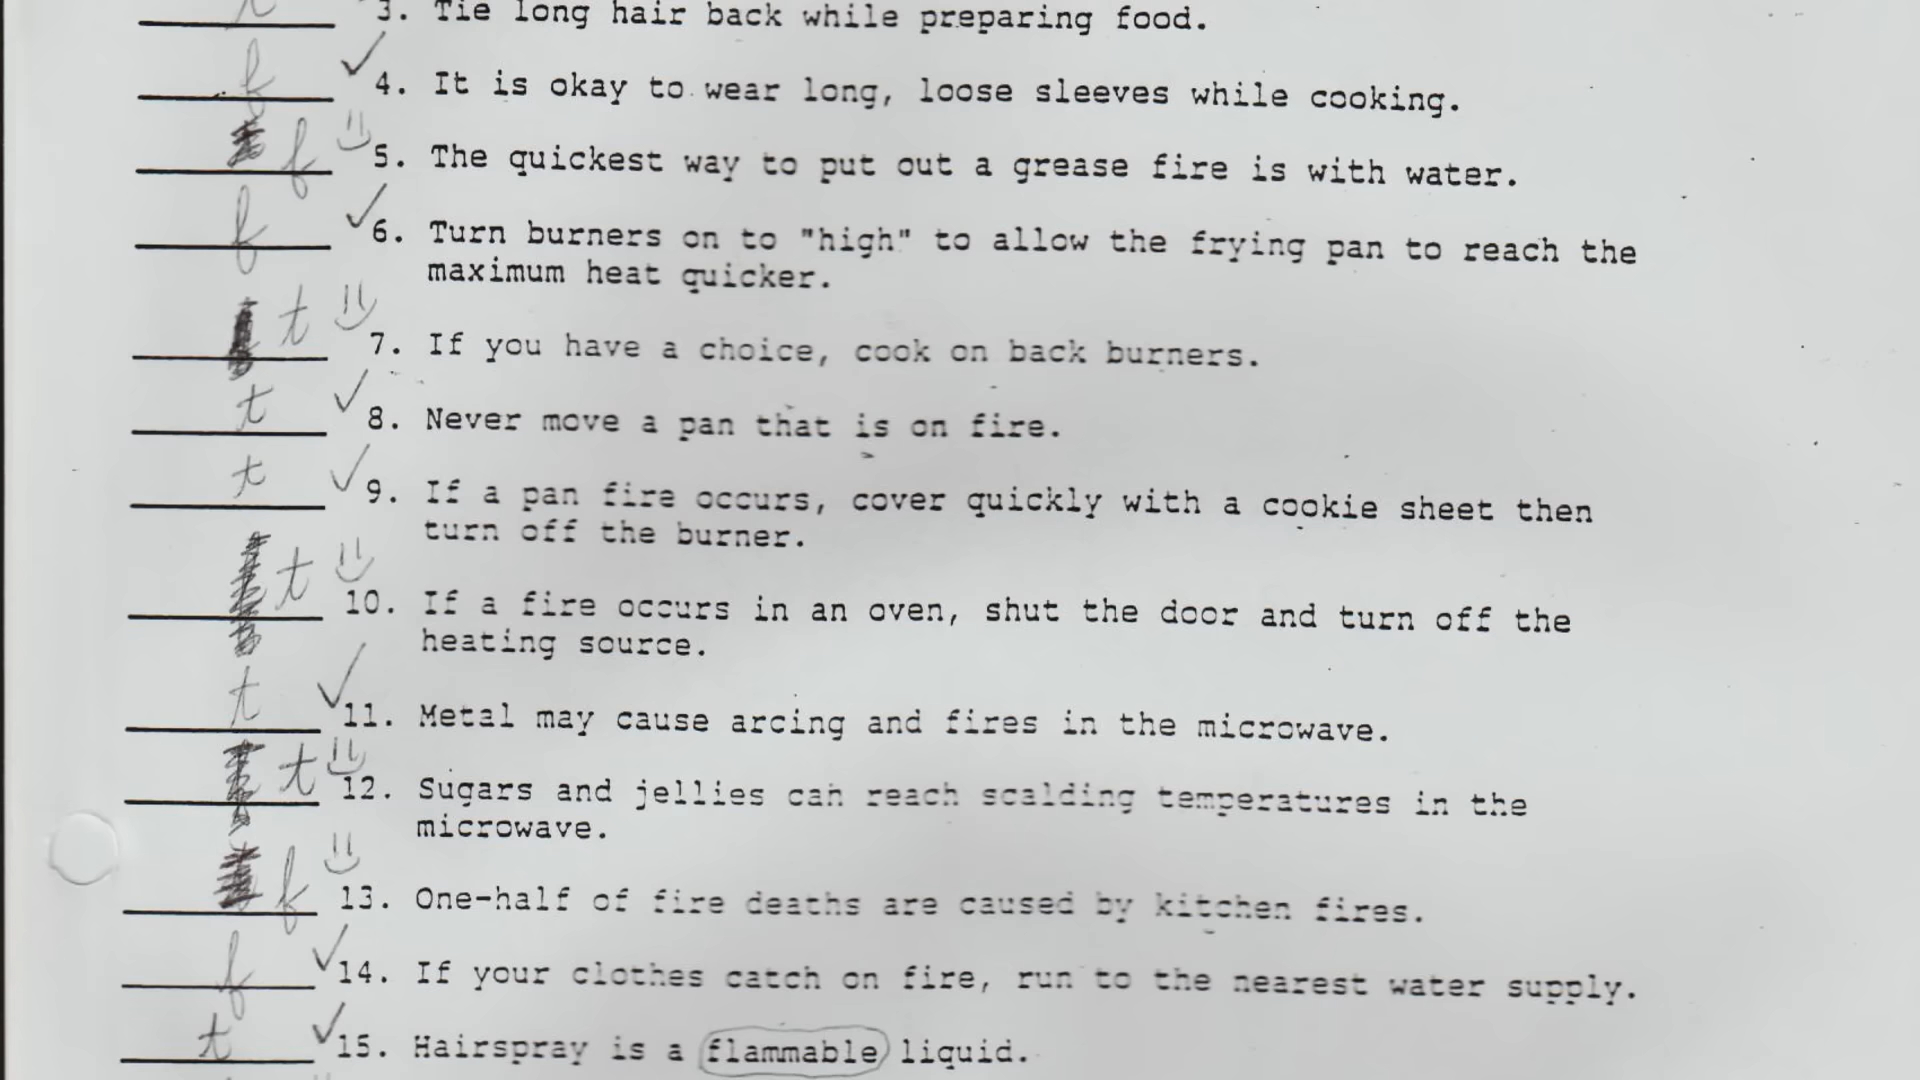 t 3. Tie long hair back while preparing food.
f ✓ 4. It is okay to wear long, loose sleeves while cooking.
f 5. The quickest way to put out a grease fire is with water.
f ✓ 6. Turn burners on to "high" to allow the frying pan to reach the
maximum heat quicker.
t 7. If you have a choice, cook on back burners.
t ✓ 8. Never move a pan that is on fire.
t ✓ 9. If a pan fire occurs, cover quickly with a cookie sheet then
turn off the burner.
t 10. If a fire occurs in an oven, shut the door and turn off the
heating source.
t ✓ 11. Metal may cause arcing and fires in the microwave.
t 12. Sugars and jellies can reach scalding temperatures in the
microwave.
f 13. One-half of fire deaths are caused by kitchen fires.
f ✓ 14. If your clothes catch on fire, run to the nearest water supply.
t ✓ 15. Hairspray is a flammable liquid.